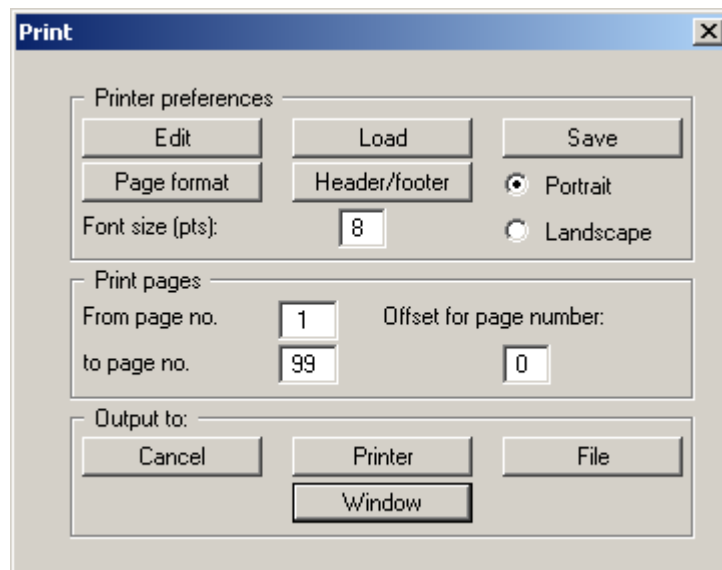 Print
Printer preferences
Edit Load Save
Page format Header/footer Portrait
Font size (pts): 8 Landscape
Print pages
From page no. 1 Offset for page number:
to page no. 99 0
Output to:
Cancel Printer File
Window